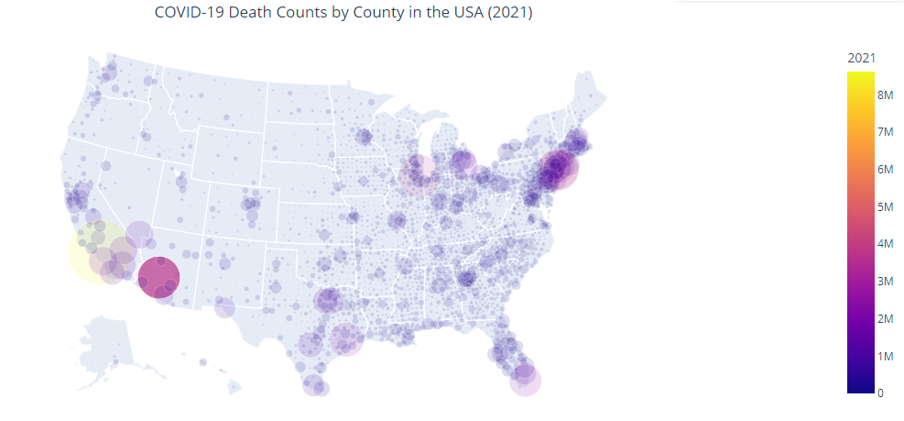 COVID-19 Death Counts by County in the USA (2021)
2021
8M
7M
6M
5M
4M
3M
2M
1M
0